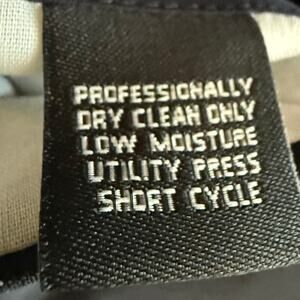 PROFESSIONALLY
DRY CLEAN ONLY
LOW MOISTURE
UTILITY PRESS
SHORT CYCLE